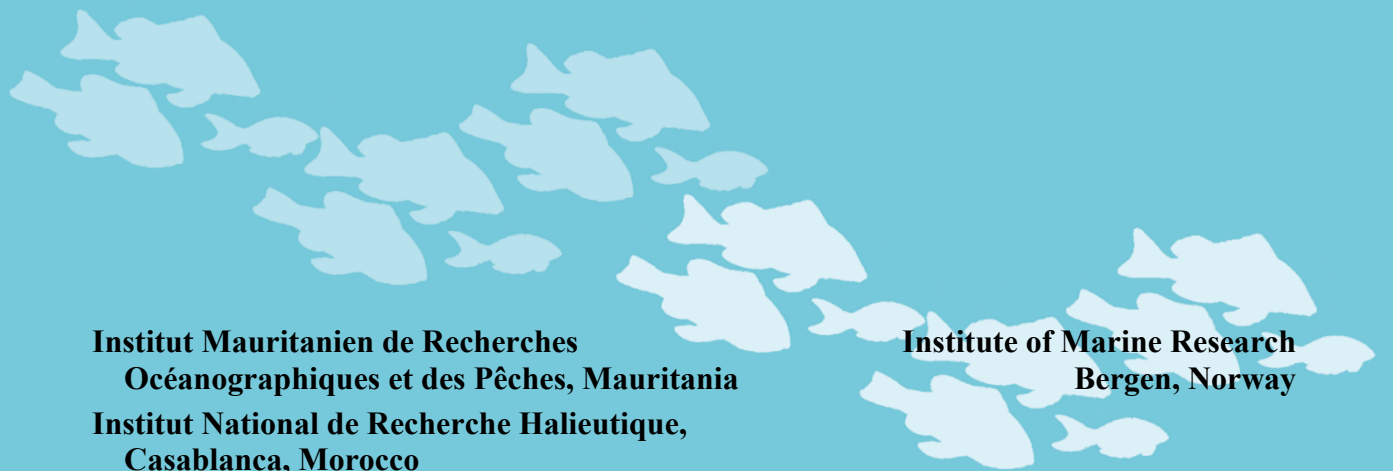 Institut Mauritanien de Recherches
Océanographiques et des Pêches, Mauritania
Institut National de Recherche Halieutique,
Casablanca, Morocco
Institute of Marine Research
Bergen, Norway